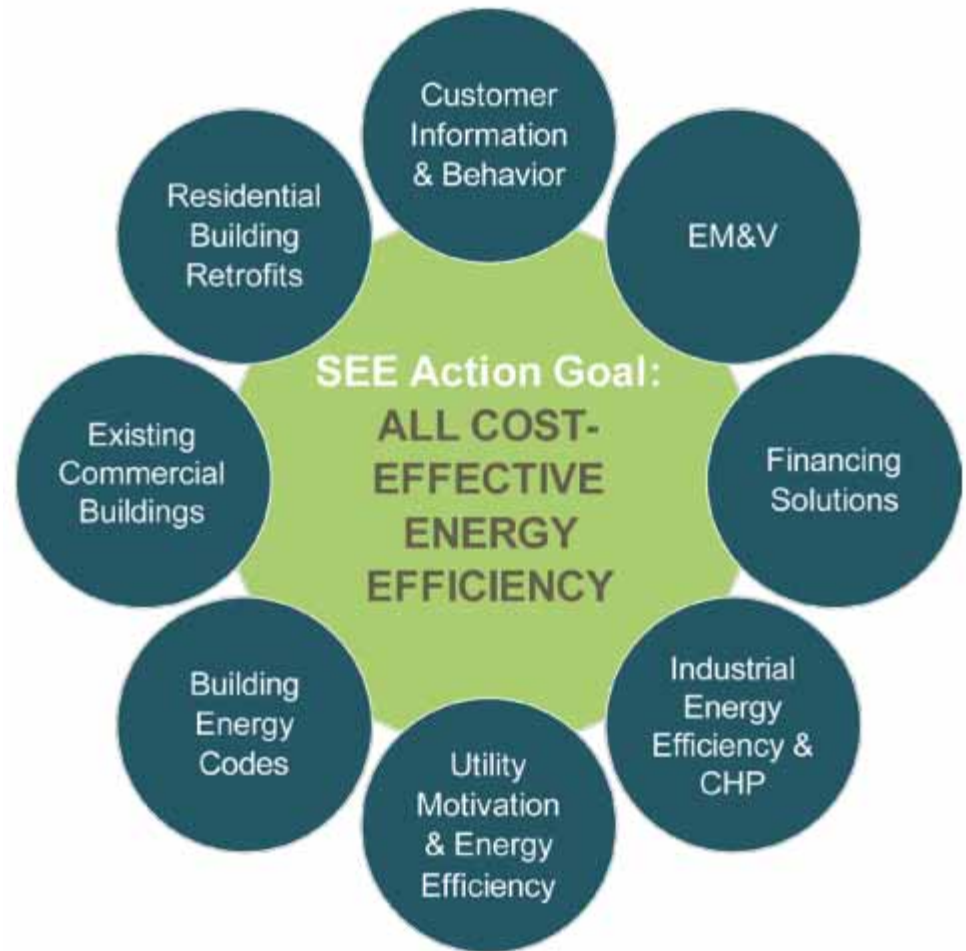 Customer
Information
& Behavior
EM&V
Financing
Solutions
Industrial
Energy
Efficiency &
CHP
Utility
Motivation
& Energy
Efficiency
Building
Energy
Codes
Existing
Commercial
Buildings
Residential
Building
Retrofits
SEE Action Goal:
ALL COST-
EFFECTIVE
ENERGY
EFFICIENCY